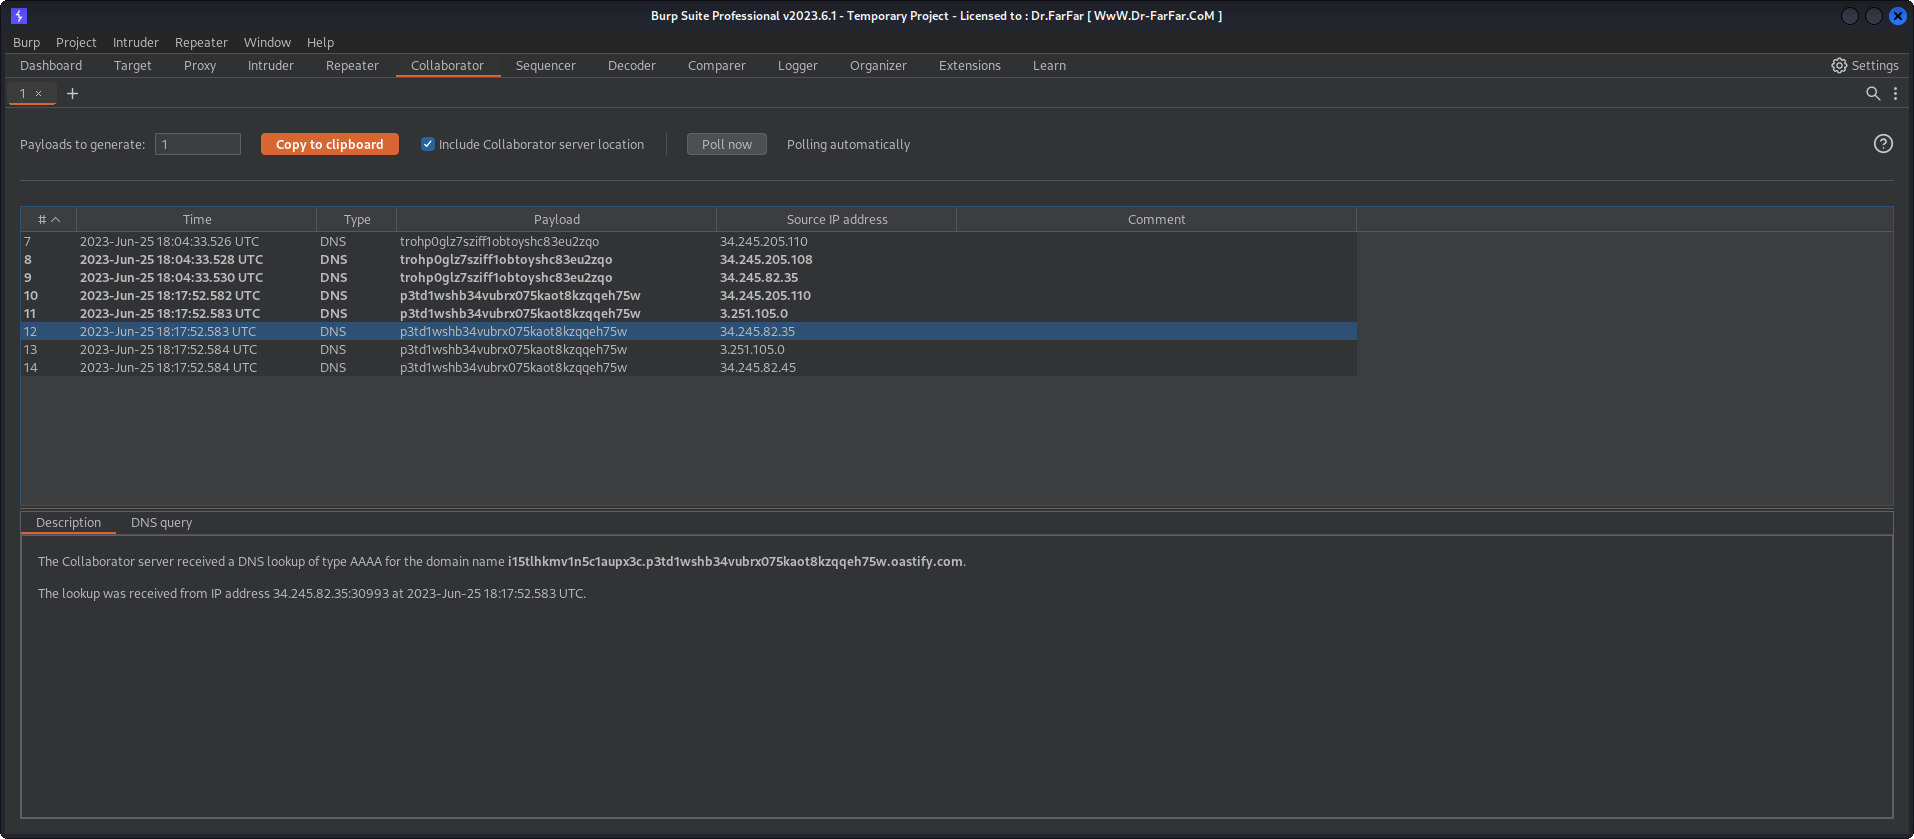 Burp Suite Professional v2023.6.1 - Temporary Project - Licensed to : Dr.FarFar [ WwW.Dr-FarFar.CoM ]
Burp Project Intruder Repeater Window Help
Dashboard Target Proxy Intruder Repeater Collaborator Sequencer Decoder Comparer Logger Organizer Extensions Learn Settings
1 × +
Payloads to generate: 1 Copy to clipboard Include Collaborator server location Poll now Polling automatically ?
# Time Type Payload Source IP address Comment
7 2023-Jun-25 18:04:33.526 UTC DNS trohp0glz7sziff1obtoyshc83eu2zqo 34.245.205.110
8 2023-Jun-25 18:04:33.528 UTC DNS trohp0glz7sziff1obtoyshc83eu2zqo 34.245.205.108
9 2023-Jun-25 18:04:33.530 UTC DNS trohp0glz7sziff1obtoyshc83eu2zqo 34.245.82.35
10 2023-Jun-25 18:17:52.582 UTC DNS p3td1wshb34vubrx075kaot8kzqqeh75w 34.245.205.110
11 2023-Jun-25 18:17:52.583 UTC DNS p3td1wshb34vubrx075kaot8kzqqeh75w 3.251.105.0
12 2023-Jun-25 18:17:52.583 UTC DNS p3td1wshb34vubrx075kaot8kzqqeh75w 34.245.82.35
13 2023-Jun-25 18:17:52.584 UTC DNS p3td1wshb34vubrx075kaot8kzqqeh75w 3.251.105.0
14 2023-Jun-25 18:17:52.584 UTC DNS p3td1wshb34vubrx075kaot8kzqqeh75w 34.245.82.45
Description DNS query
The Collaborator server received a DNS lookup of type AAAA for the domain name i15tlhkmv1n5c1aupx3c.p3td1wshb34vubrx075kaot8kzqqeh75w.oastify.com.
The lookup was received from IP address 34.245.82.35:30993 at 2023-Jun-25 18:17:52.583 UTC.